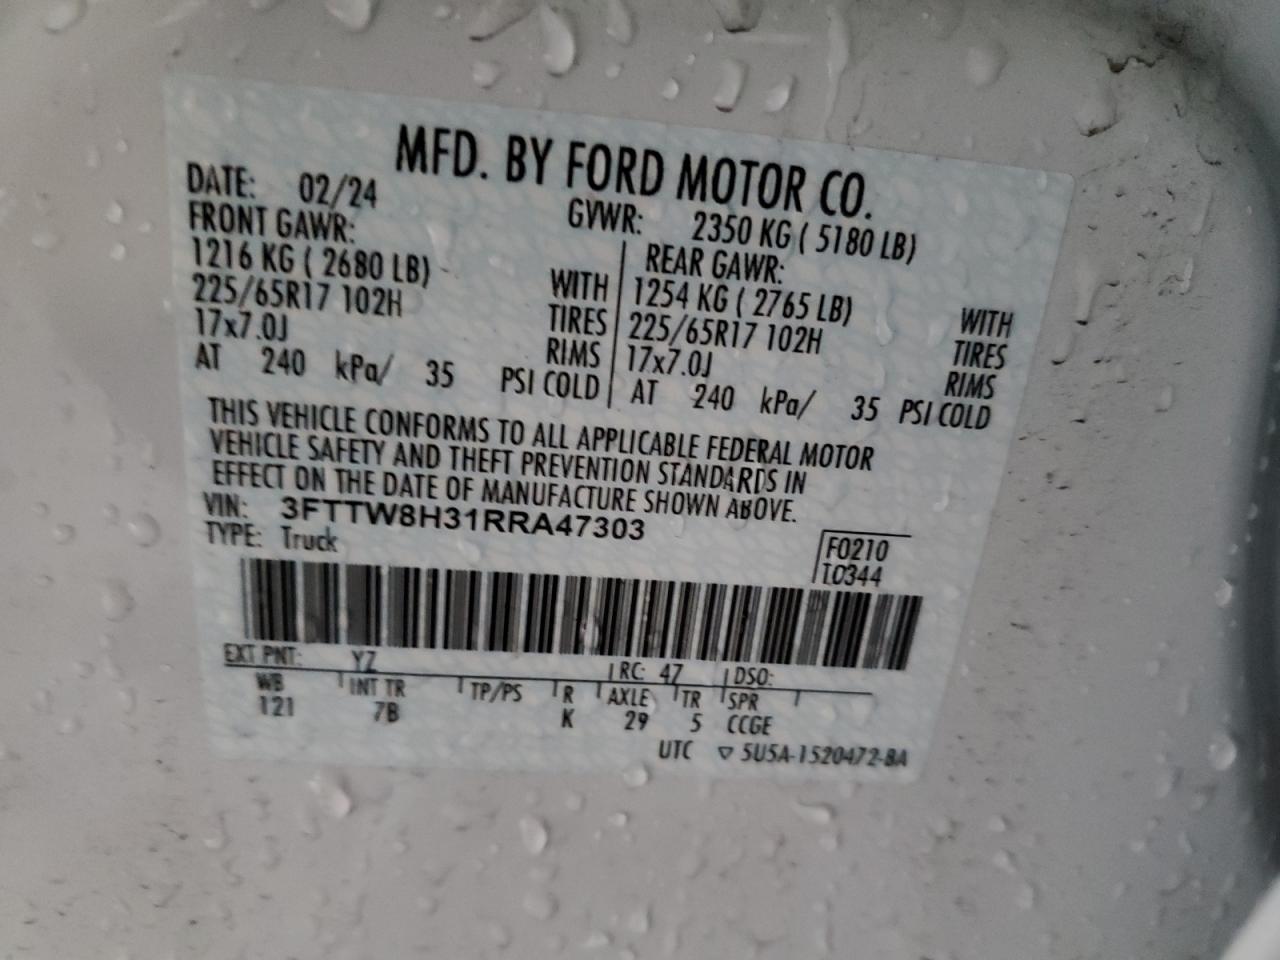 MFD. BY FORD MOTOR CO.
DATE: 02/24 GVWR: 2350 KG ( 5180 LB)
FRONT GAWR: REAR GAWR:
1216 KG ( 2680 LB) WITH 1254 KG ( 2765 LB) WITH
225/65R17 102H TIRES 225/65R17 102H TIRES
17x7.0J RIMS 17x7.0J RIMS
AT 240 kPa/ 35 PSI COLD AT 240 kPa/ 35 PSI COLD
THIS VEHICLE CONFORMS TO ALL APPLICABLE FEDERAL MOTOR
VEHICLE SAFETY AND THEFT PREVENTION STANDARDS IN
EFFECT ON THE DATE OF MANUFACTURE SHOWN ABOVE.
VIN: 3FTTW8H31RRA47303
TYPE: Truck
F0210
T0344
EXT PNT: YZ RC: 47 DSO:
WB INT TR TP/PS R AXLE TR SPR
121 7B K 29 5 CCGE
UTC ▽ 5U5A-1520472-BA